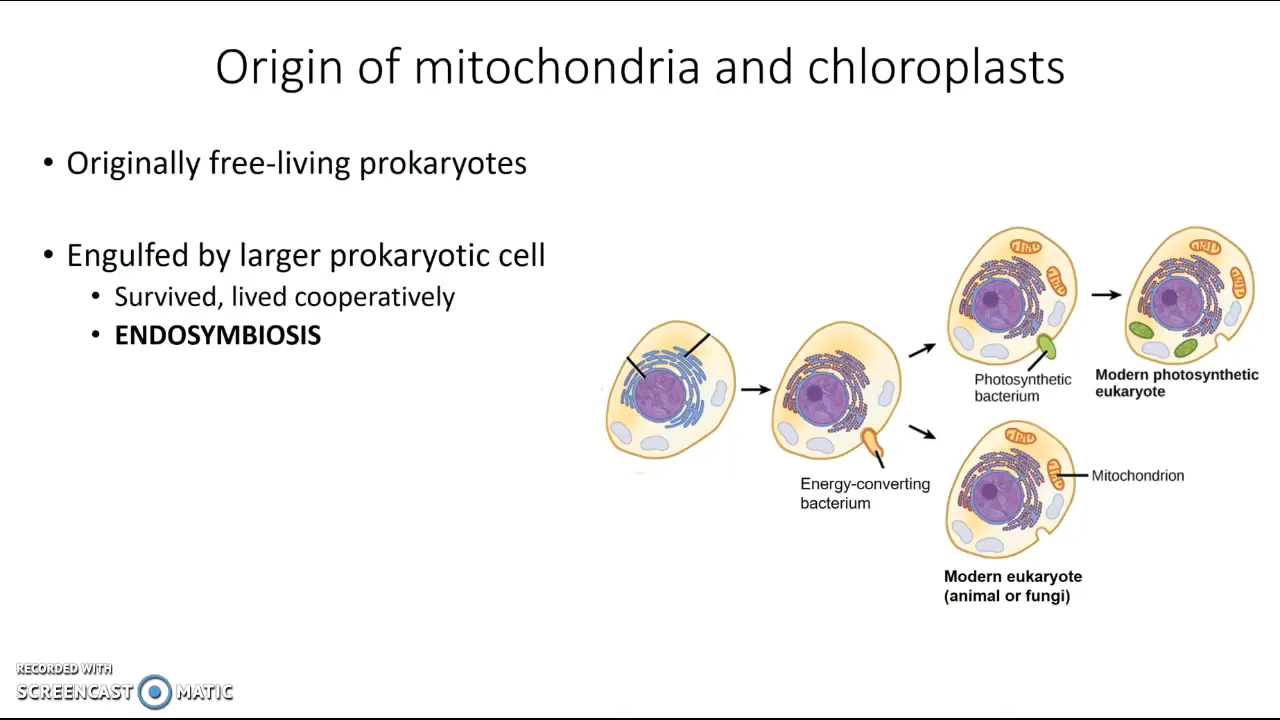 Origin of mitochondria and chloroplasts
• Originally free-living prokaryotes
• Engulfed by larger prokaryotic cell
• Survived, lived cooperatively
• ENDOSYMBIOSIS
Photosynthetic
bacterium
Modern photosynthetic
eukaryote
Energy-converting
bacterium
Mitochondrion
Modern eukaryote
(animal or fungi)
RECORDED WITH
SCREENCAST MATIC